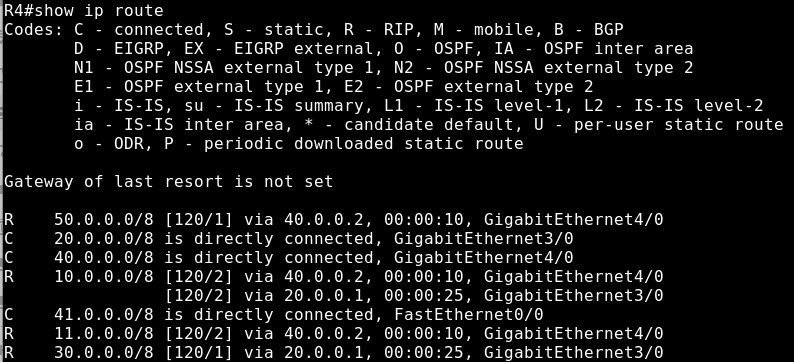 R4#show ip route
Codes: C - connected, S - static, R - RIP, M - mobile, B - BGP
       D - EIGRP, EX - EIGRP external, O - OSPF, IA - OSPF inter area
       N1 - OSPF NSSA external type 1, N2 - OSPF NSSA external type 2
       E1 - OSPF external type 1, E2 - OSPF external type 2
       i - IS-IS, su - IS-IS summary, L1 - IS-IS level-1, L2 - IS-IS level-2
       ia - IS-IS inter area, * - candidate default, U - per-user static route
       o - ODR, P - periodic downloaded static route

Gateway of last resort is not set

R    50.0.0.0/8 [120/1] via 40.0.0.2, 00:00:10, GigabitEthernet4/0
C    20.0.0.0/8 is directly connected, GigabitEthernet3/0
C    40.0.0.0/8 is directly connected, GigabitEthernet4/0
R    10.0.0.0/8 [120/2] via 40.0.0.2, 00:00:10, GigabitEthernet4/0
                [120/2] via 20.0.0.1, 00:00:25, GigabitEthernet3/0
C    41.0.0.0/8 is directly connected, FastEthernet0/0
R    11.0.0.0/8 [120/2] via 40.0.0.2, 00:00:10, GigabitEthernet4/0
R    30.0.0.0/8 [120/1] via 20.0.0.1, 00:00:25, GigabitEthernet3/0